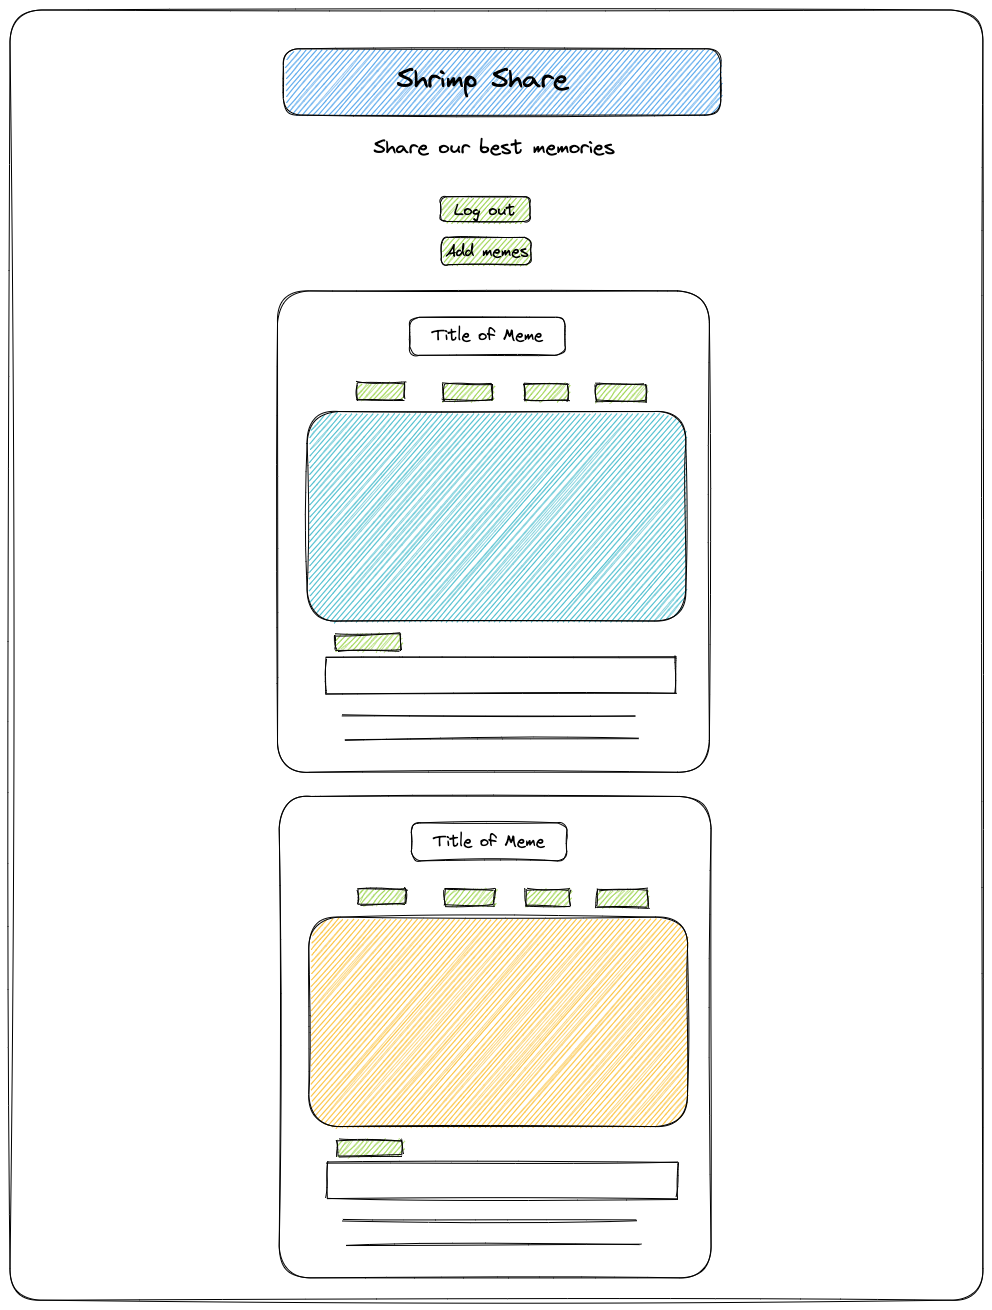 Shrimp Share
Share our best memories
Log out
Add memes
Title of Meme
Title of Meme